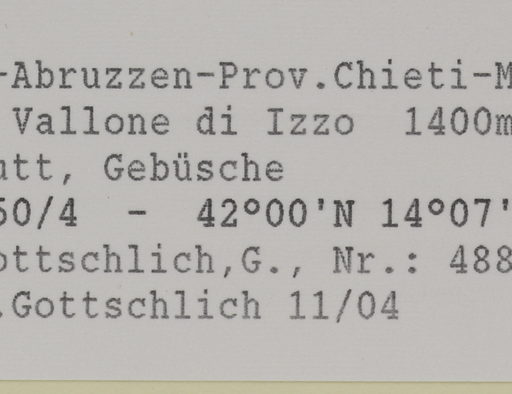 -Abruzzen-Prov.Chieti-M
Vallone di Izzo 1400m
utt, Gebüsche
50/4 - 42°00'N 14°07'
ottschlich,G., Nr.: 488
.Gottschlich 11/04